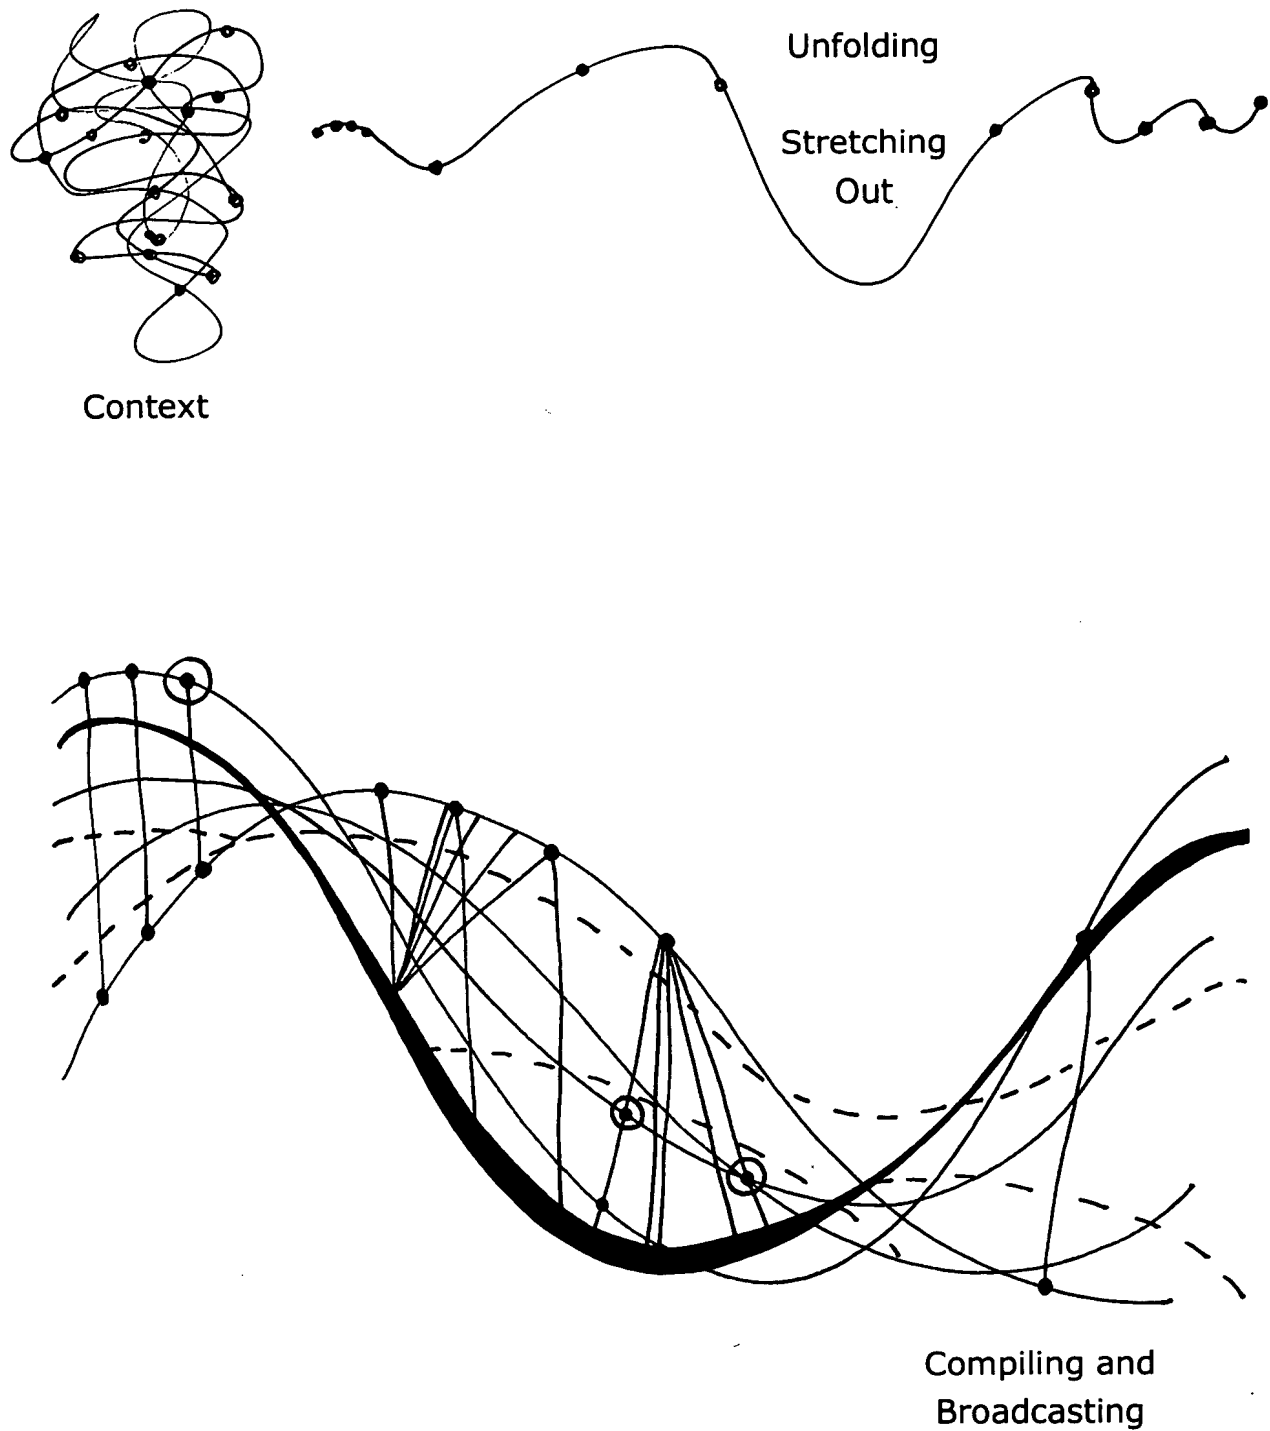 Unfolding
Stretching
Out
Context
Compiling and
Broadcasting